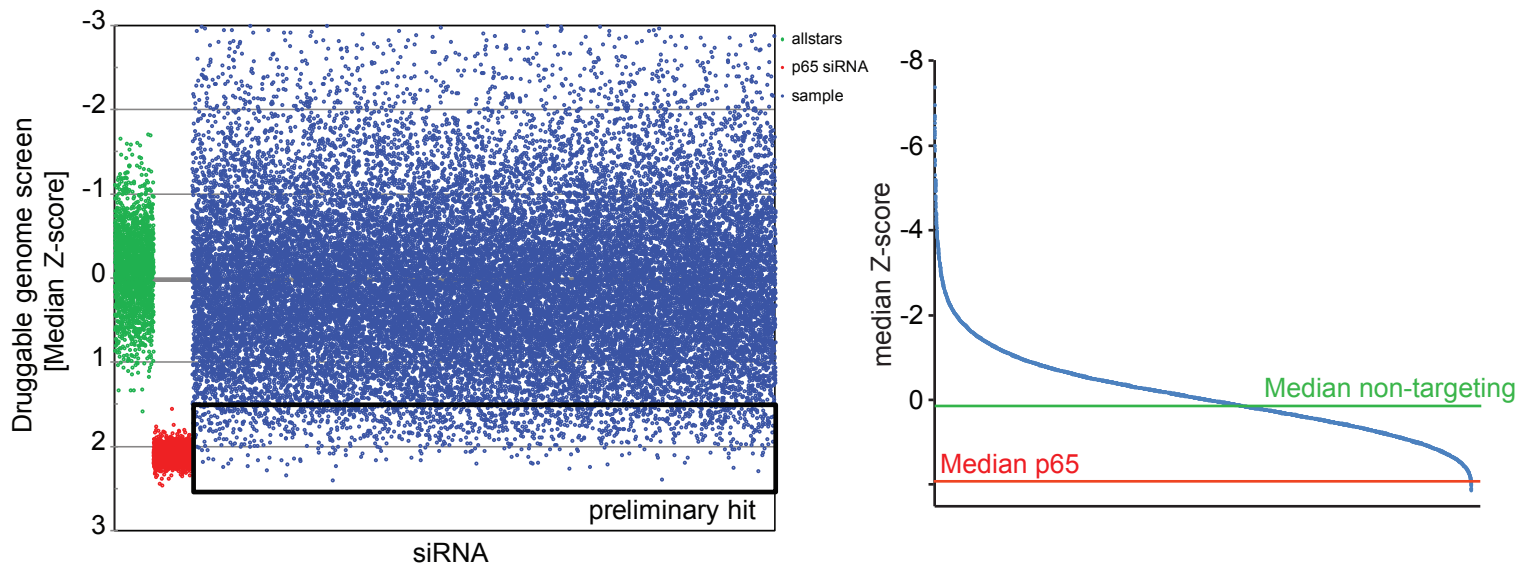 Druggable genome screen
[Median Z-score]
-3
-2
-1
0
1
2
3
allstars
p65 siRNA
sample
preliminary hit
siRNA
median Z-score
-8
-6
-4
-2
0
Median non-targeting
Median p65